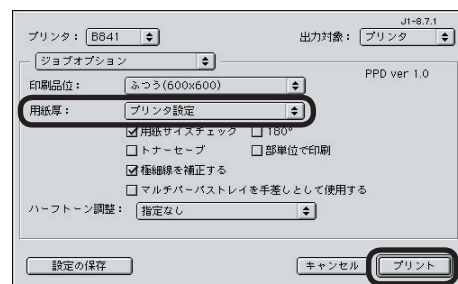 J1-8.7.1
プリンタ： B841 出力対象： プリンタ
ジョブオプション
PPD ver 1.0
印刷品位： ふつう(600x600)
用紙厚： プリンタ設定
用紙サイズチェック 180°
トナーセーブ 部単位で印刷
極細線を補正する
マルチパーパストレイを手差しとして使用する
ハーフトーン調整： 指定なし
設定の保存 キャンセル プリント